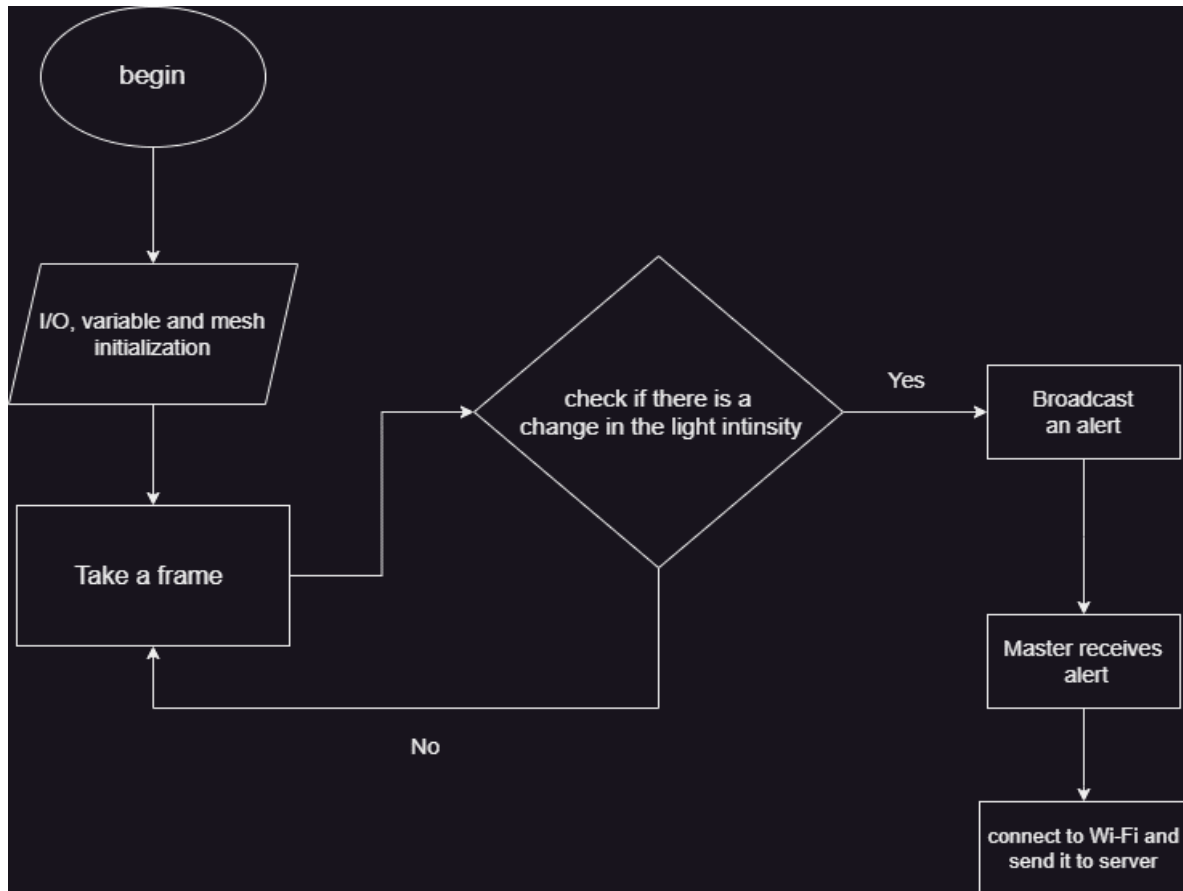 begin
I/O, variable and mesh
initialization
Take a frame
check if there is a
change in the light intinsity
Yes
No
Broadcast
an alert
Master receives
alert
connect to Wi-Fi and
send it to server